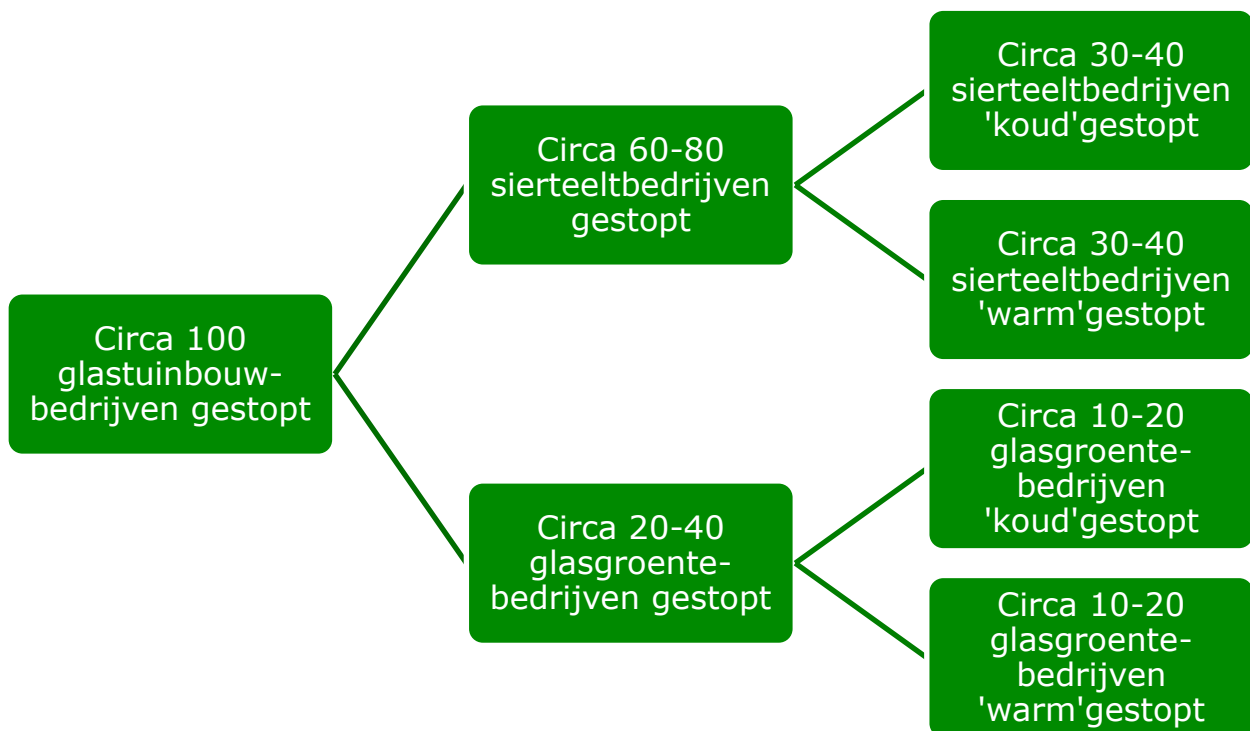 Circa 100
glastuinbouw-
bedrijven gestopt
Circa 60-80
sierteeltbedrijven
gestopt
Circa 30-40
sierteeltbedrijven
'koud'gestopt
Circa 30-40
sierteeltbedrijven
'warm'gestopt
Circa 20-40
glasgroente-
bedrijven gestopt
Circa 10-20
glasgroente-
bedrijven
'koud'gestopt
Circa 10-20
glasgroente-
bedrijven
'warm'gestopt